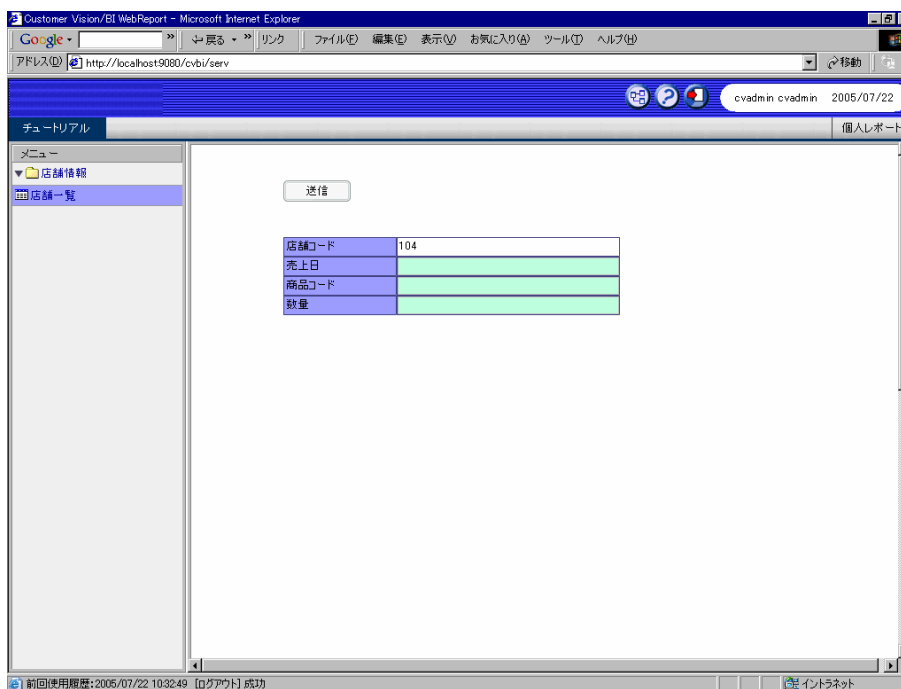 Customer Vision/BI WebReport - Microsoft Internet Explorer
Google
戻る
リンク
ファイル(F) 編集(E) 表示(V) お気に入り(A) ツール(T) ヘルプ(H)
アドレス(D) http://localhost:9080/cvbi/serv
移動
cvadmin cvadmin 2005/07/22
チュートリアル
個人レポート
メニュー
店舗情報
店舗一覧
送信
店舗コード 104
売上日
商品コード
数量
前回使用履歴:2005/07/22 10:32:49 [ログアウト] 成功
イントラネット